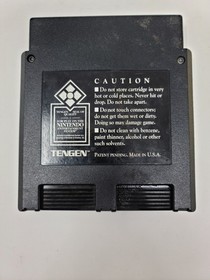 CAUTION
■ Do not store cartridge in very
hot or cold places. Never hit or
drop. Do not take apart.
■ Do not touch connectors;
do not get them wet or dirty.
Doing so may damage game.
■ Do not clean with benzene,
paint thinner, alcohol or other
such solvents.
TENGEN
PATENT PENDING. MADE IN U.S.A.
NINTENDO